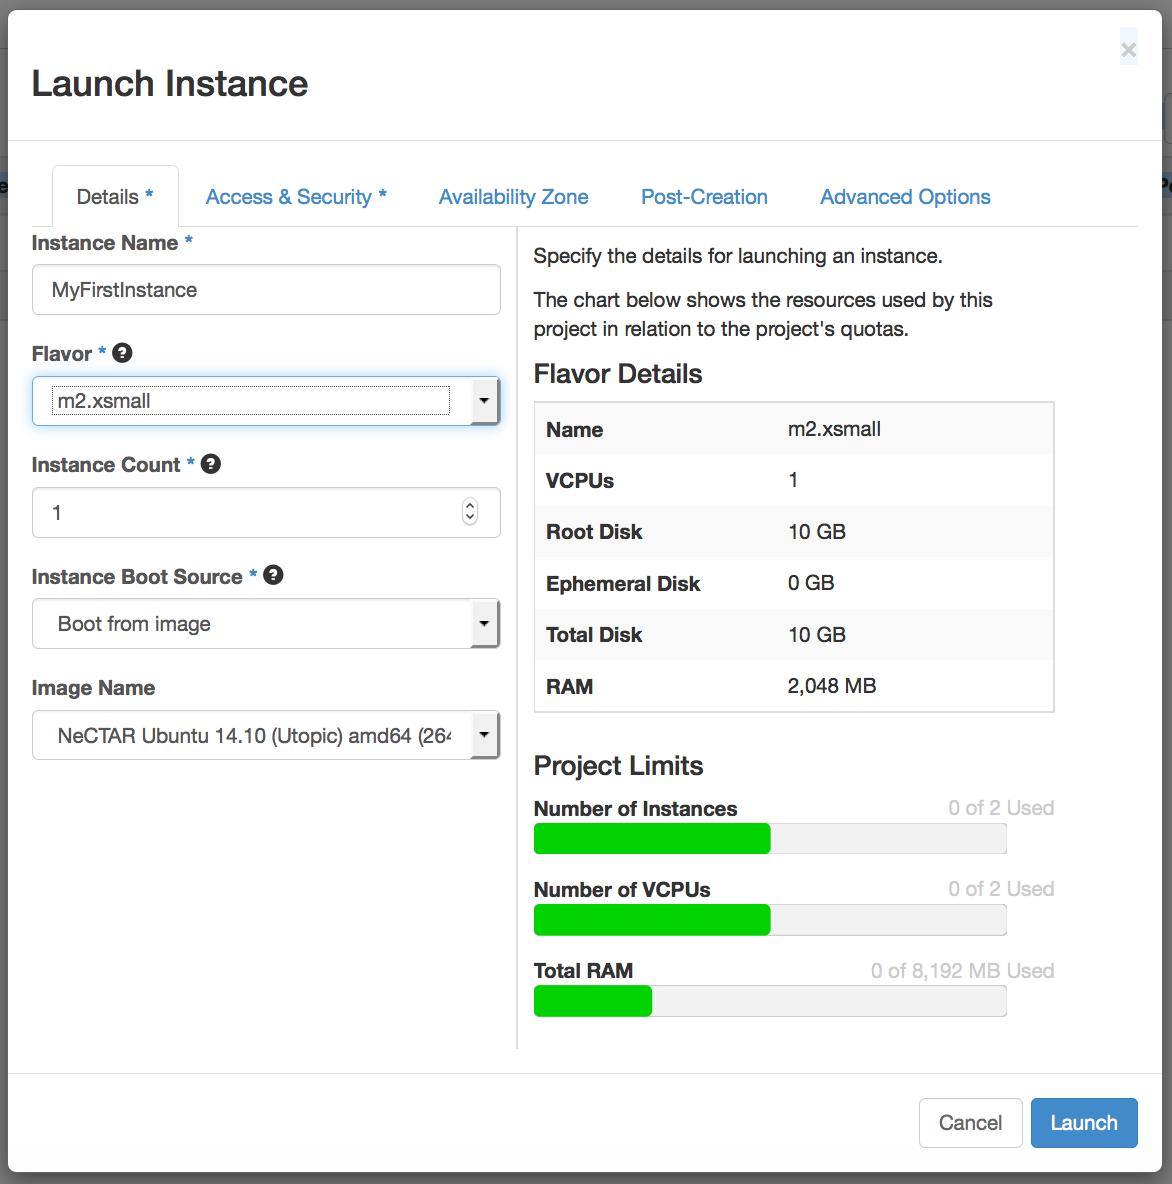 Launch Instance
×
Details *
Access & Security *
Availability Zone
Post-Creation
Advanced Options
Instance Name *
MyFirstInstance
Flavor * ?
m2.xsmall
Instance Count * ?
1
Instance Boot Source * ?
Boot from image
Image Name
NeCTAR Ubuntu 14.10 (Utopic) amd64 (264
Specify the details for launching an instance.
The chart below shows the resources used by this
project in relation to the project's quotas.
Flavor Details
Name m2.xsmall
VCPUs 1
Root Disk 10 GB
Ephemeral Disk 0 GB
Total Disk 10 GB
RAM 2,048 MB
Project Limits
Number of Instances 0 of 2 Used
Number of VCPUs 0 of 2 Used
Total RAM 0 of 8,192 MB Used
Cancel
Launch